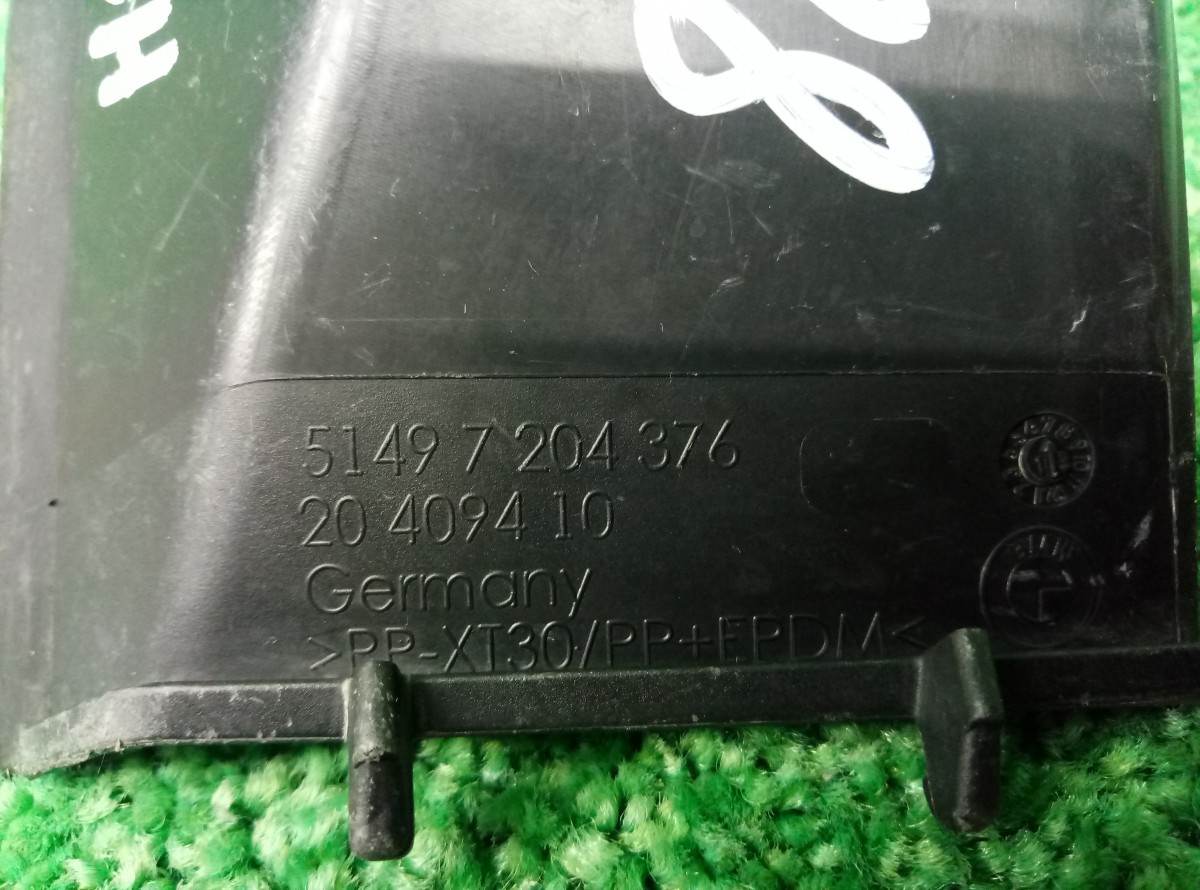 5149 7 204 376
20 4094 10
Germany
>PP-XT30/PP+EPDM<